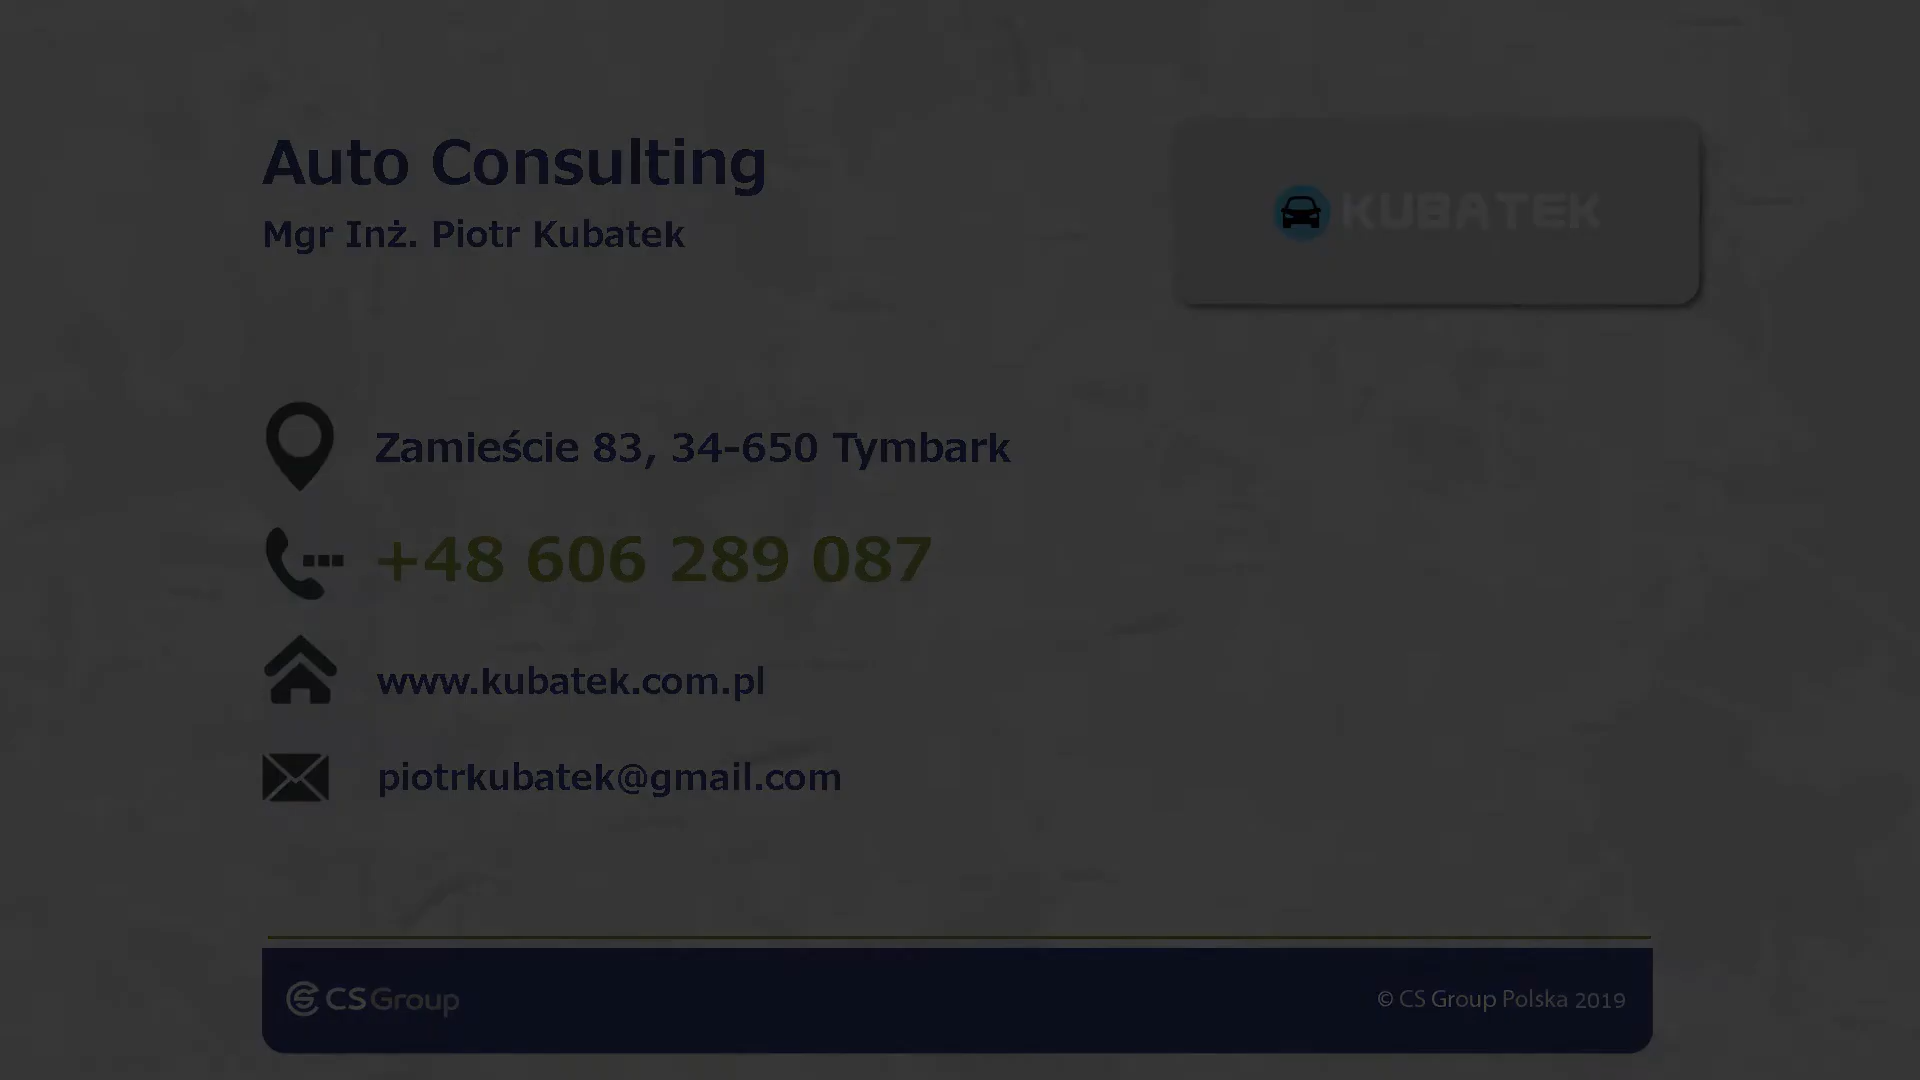 Auto Consulting
Mgr Inż. Piotr Kubatek
KUBATEK
Zamieście 83, 34-650 Tymbark
+48 606 289 087
www.kubatek.com.pl
piotrkubatek@gmail.com
CS Group
© CS Group Polska 2019